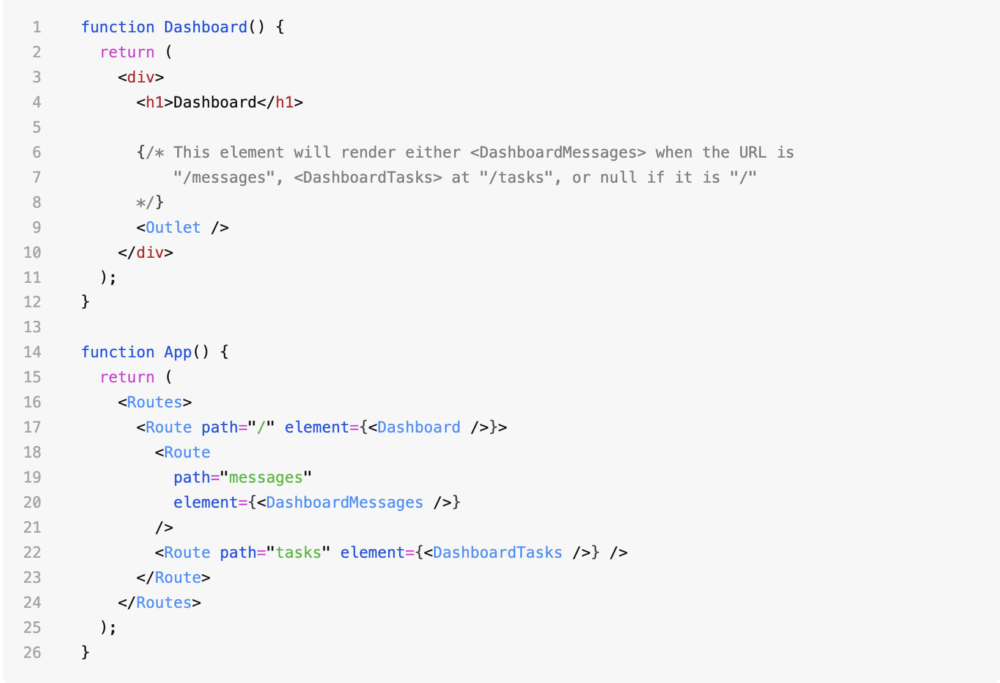 1 function Dashboard() {
2 return (
3 <div>
4 <h1>Dashboard</h1>
5
6 {/* This element will render either <DashboardMessages> when the URL is
7 "/messages", <DashboardTasks> at "/tasks", or null if it is "/"
8 */}
9 <Outlet />
10 </div>
11 );
12 }
13
14 function App() {
15 return (
16 <Routes>
17 <Route path="/" element={<Dashboard />}>
18 <Route
19 path="messages"
20 element={<DashboardMessages />}
21 />
22 <Route path="tasks" element={<DashboardTasks />} />
23 </Route>
24 </Routes>
25 );
26 }